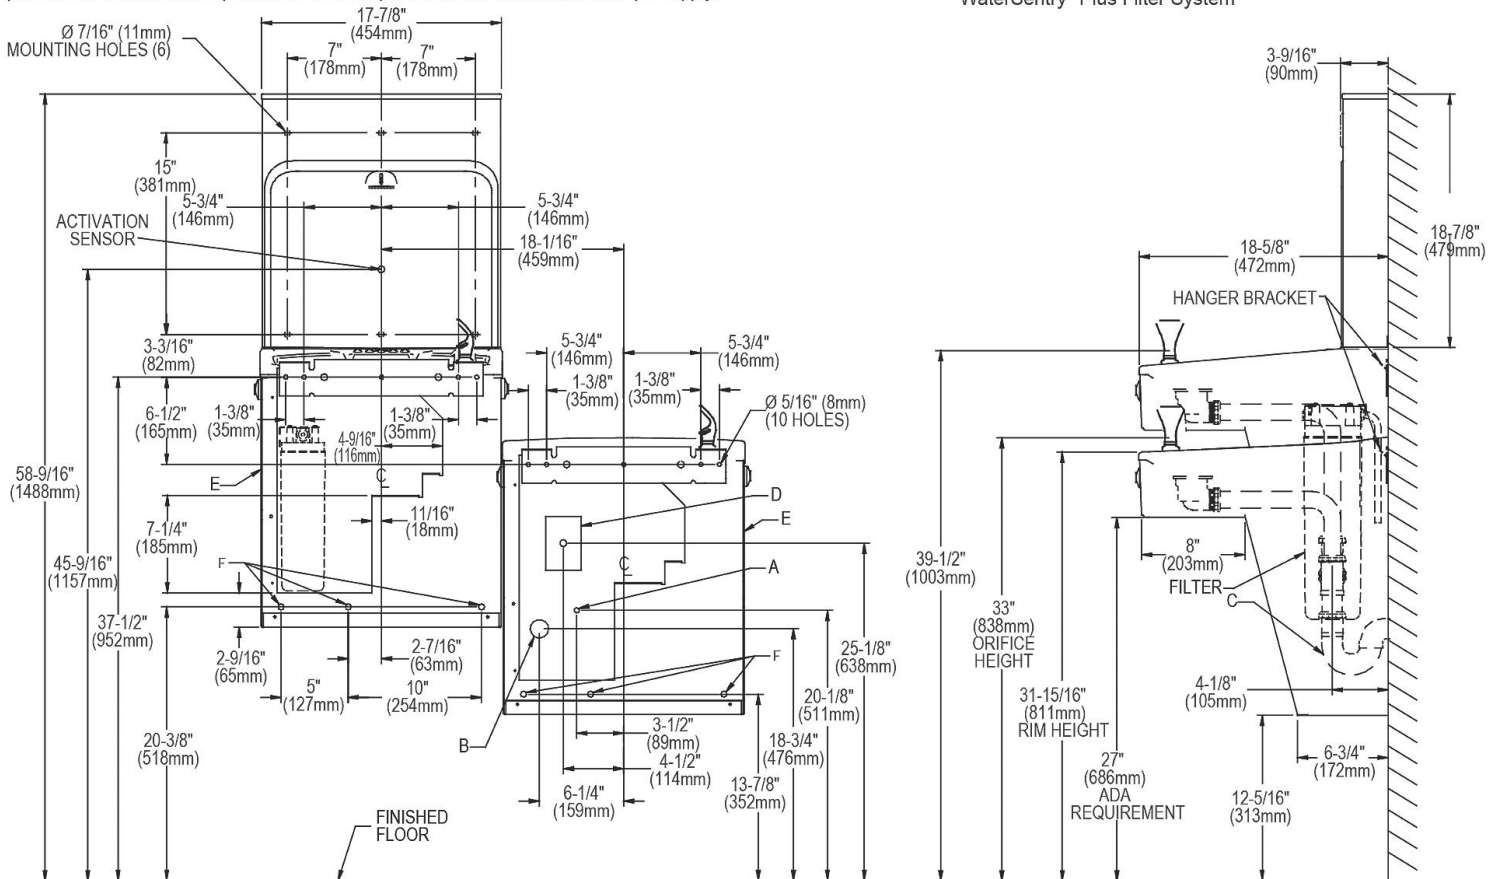 WaterSentry Plus Filter System
17-7/8"
(454mm)
Ø 7/16" (11mm)
MOUNTING HOLES (6)
7"
(178mm)
7"
(178mm)
3-9/16"
(90mm)
15"
(381mm)
5-3/4"
(146mm)
5-3/4"
(146mm)
ACTIVATION
SENSOR
18-1/16"
(459mm)
18-5/8"
(472mm)
18-7/8"
(479mm)
HANGER BRACKET
3-3/16"
(82mm)
5-3/4"
(146mm)
5-3/4"
(146mm)
6-1/2"
(165mm)
1-3/8"
(35mm)
1-3/8"
(35mm)
1-3/8"
(35mm)
1-3/8"
(35mm)
Ø 5/16" (8mm)
(10 HOLES)
4-9/16"
(116mm)
58-9/16"
(1488mm)
E
C
L
7-1/4"
(185mm)
11/16"
(18mm)
D
E
45-9/16"
(1157mm)
F
C
L
A
39-1/2"
(1003mm)
8"
(203mm)
FILTER
C
37-1/2"
(952mm)
33"
(838mm)
ORIFICE
HEIGHT
2-9/16"
(65mm)
2-7/16"
(63mm)
F
25-1/8"
(638mm)
5"
(127mm)
10"
(254mm)
20-1/8"
(511mm)
31-15/16"
(811mm)
RIM HEIGHT
4-1/8"
(105mm)
20-3/8"
(518mm)
B
3-1/2"
(89mm)
18-3/4"
(476mm)
4-1/2"
(114mm)
13-7/8"
(352mm)
27"
(686mm)
ADA
REQUIREMENT
6-3/4"
(172mm)
6-1/4"
(159mm)
12-5/16"
(313mm)
FINISHED
FLOOR